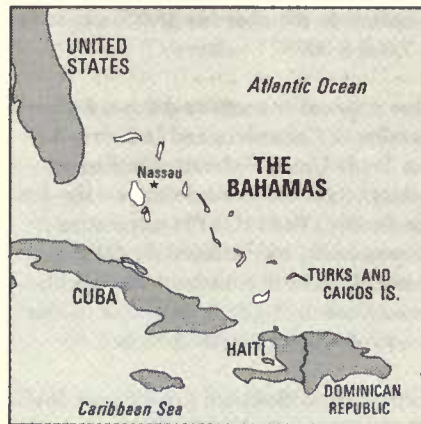 UNITED
STATES
Atlantic Ocean
Nassau
THE
BAHAMAS
TURKS AND
CAICOS IS.
CUBA
HAITI
DOMINICAN
REPUBLIC
Caribbean Sea